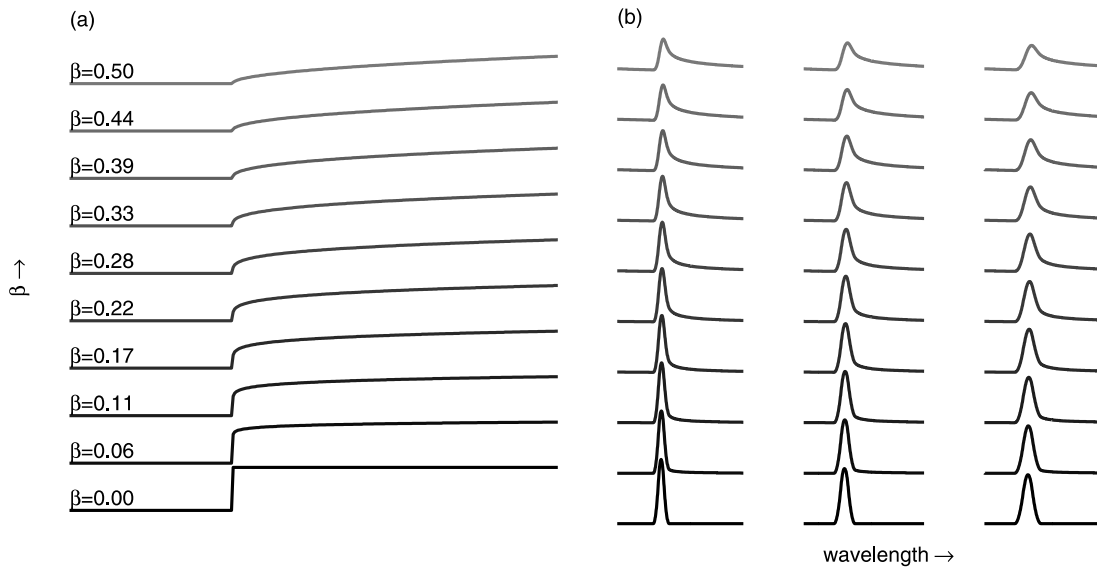 (a)
β=0.50
β=0.44
β=0.39
β=0.33
β=0.28
β=0.22
β=0.17
β=0.11
β=0.06
β=0.00
β →
(b)
wavelength →